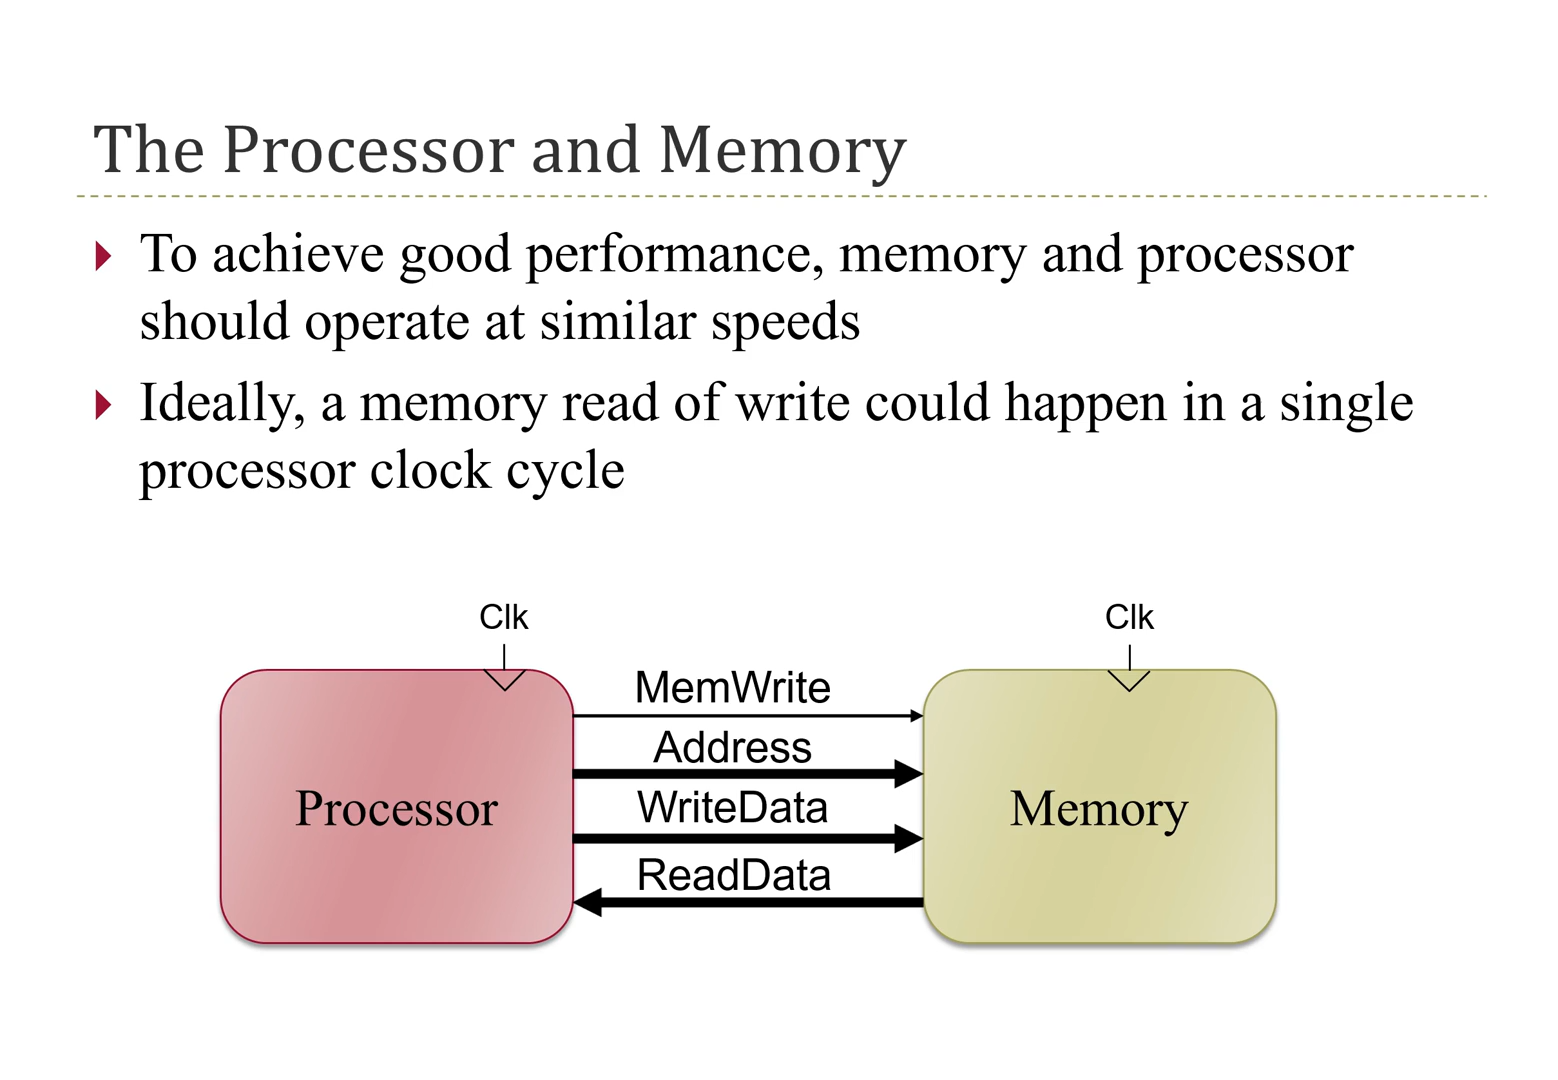 The Processor and Memory
To achieve good performance, memory and processor
should operate at similar speeds
Ideally, a memory read of write could happen in a single
processor clock cycle
Clk
Clk
MemWrite
Address
WriteData
ReadData
Processor
Memory